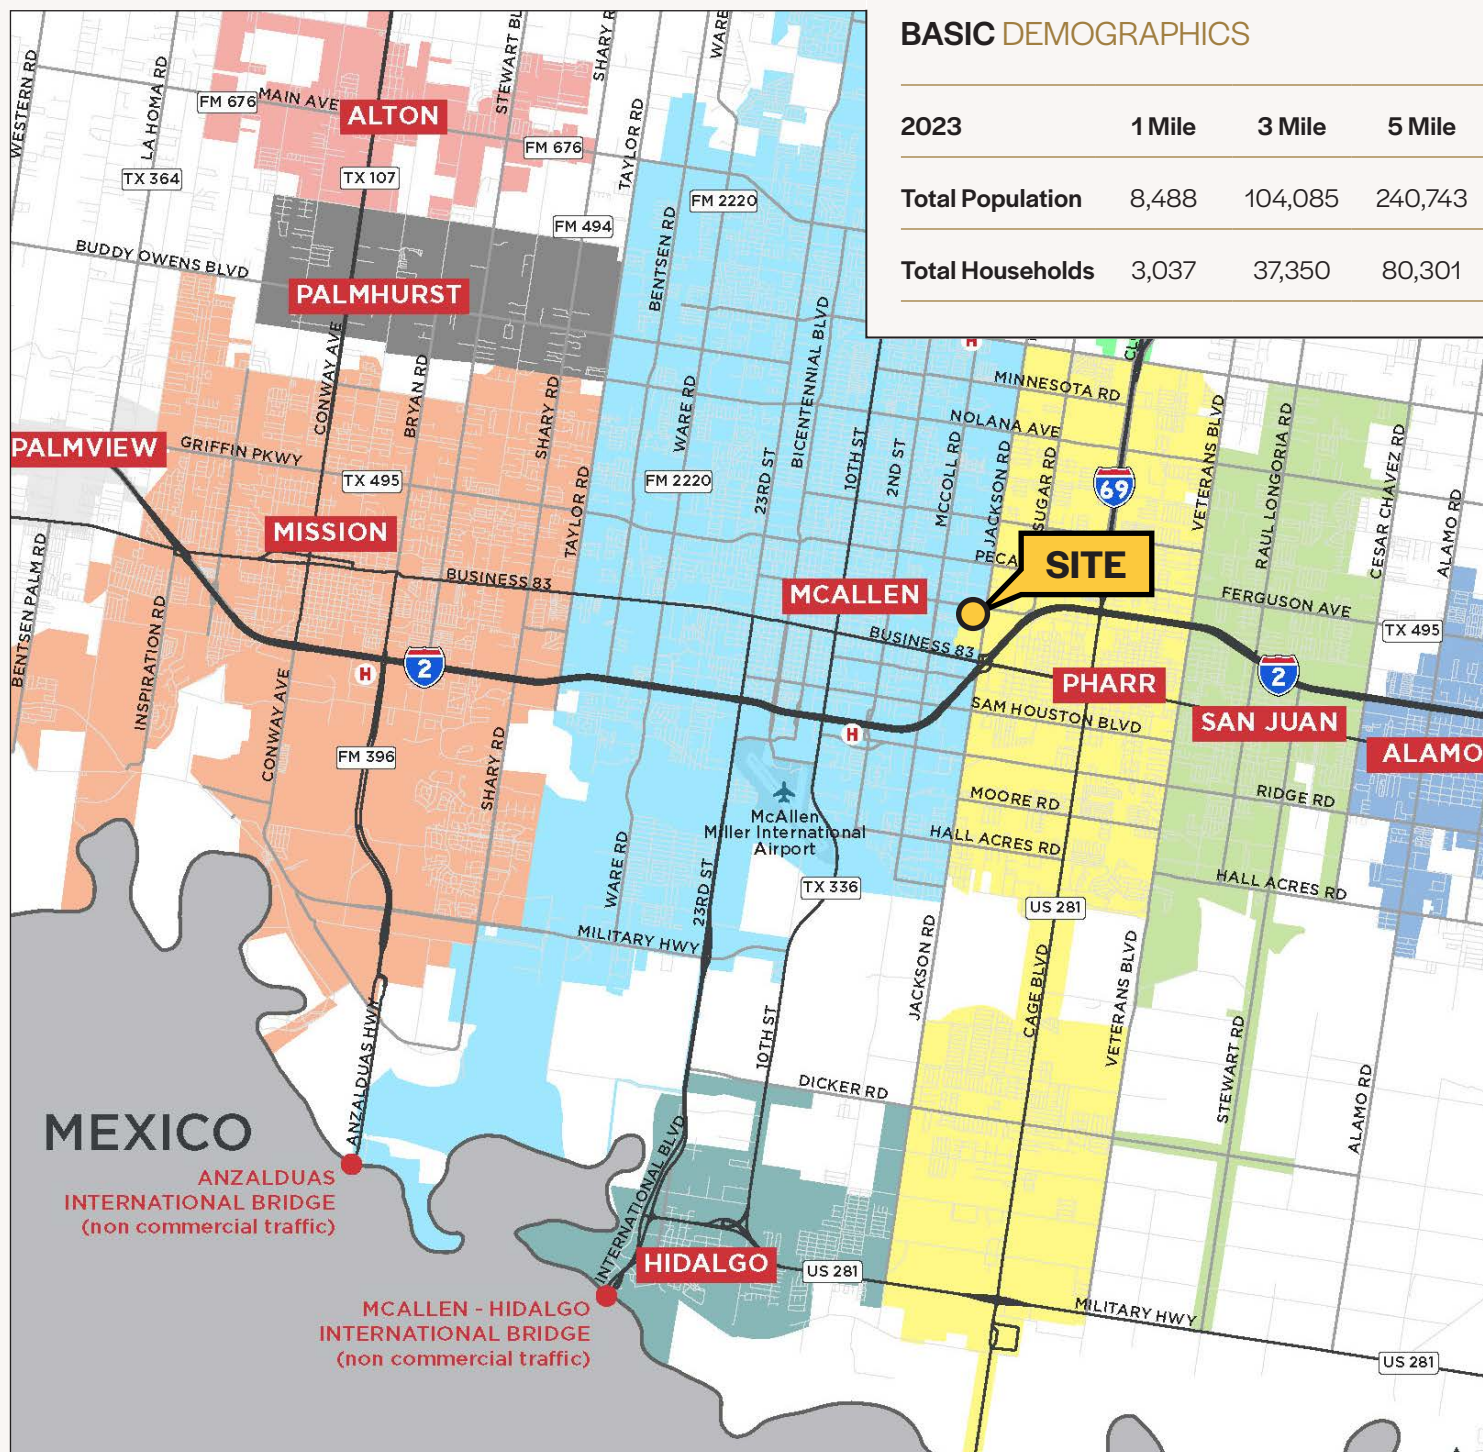 BASIC DEMOGRAPHICS
2023 1 Mile 3 Mile 5 Mile
Total Population 8,488 104,085 240,743
Total Households 3,037 37,350 80,301
WESTERN RD
LA HOMA RD
FM 676
MAIN AVE
ALTON
STEWART BL
SHARY R
WARE
TAYLOR RD
FM 676
TX 364
TX 107
FM 494
FM 2220
BENTSEN RD
BUDDY OWENS BLVD
PALMHURST
BICENTENNIAL BLVD
H
CONWAY AVE
BRYAN RD
SHARY RD
WARE RD
MINNESOTA RD
NOLANA AVE
PALMVIEW
GRIFFIN PKWY
TX 495
FM 2220
TAYLOR RD
23RD ST
10TH ST
2ND ST
MCCOLL RD
JACKSON RD
SUGAR RD
69
VETERANS BLVD
RAUL LONGORIA RD
CESAR CHAVEZ RD
ALAMO RD
MISSION
BENTSEN PALM RD
BUSINESS 83
PECA
SITE
MCALLEN
FERGUSON AVE
TX 495
INSPIRATION RD
BUSINESS 83
H
2
PHARR
2
SAM HOUSTON BLVD
SAN JUAN
ALAMO
CONWAY AVE
FM 396
SHARY RD
H
McAllen
Miller International
Airport
MOORE RD
RIDGE RD
HALL ACRES RD
WARE RD
23RD ST
TX 336
HALL ACRES RD
US 281
MILITARY HWY
JACKSON RD
CAGE BLVD
VETERANS BLVD
ANZALDUAS HWY
10TH ST
STEWART RD
ALAMO RD
DICKER RD
MEXICO
ANZALDUAS
INTERNATIONAL BRIDGE
(non commercial traffic)
INTERNATIONAL BLVD
HIDALGO
US 281
MCALLEN - HIDALGO
INTERNATIONAL BRIDGE
(non commercial traffic)
MILITARY HWY
US 281